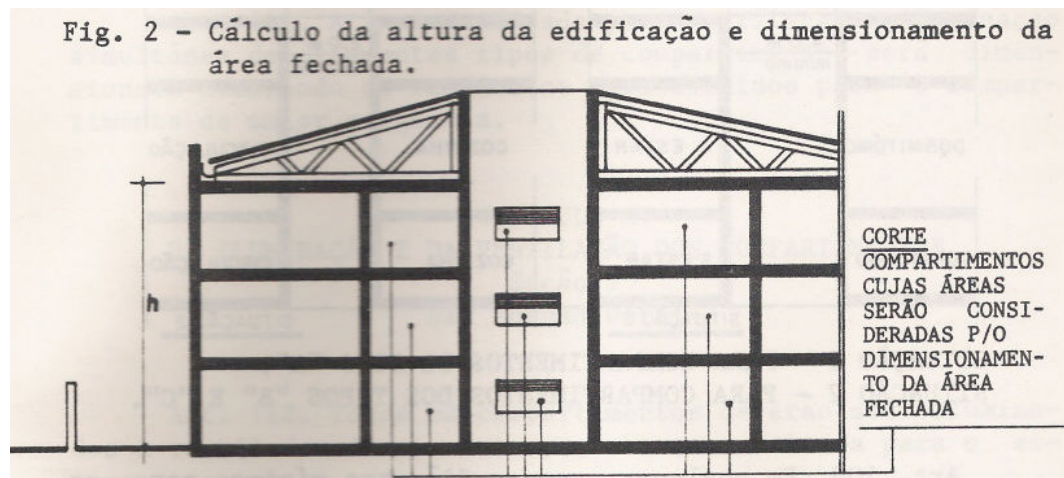 Fig. 2 - Cálculo da altura da edificação e dimensionamento da
área fechada.
h
CORTE
COMPARTIMENTOS
CUJAS ÁREAS
SERÃO CONSI-
DERADAS P/O
DIMENSIONAMEN-
TO DA ÁREA
FECHADA